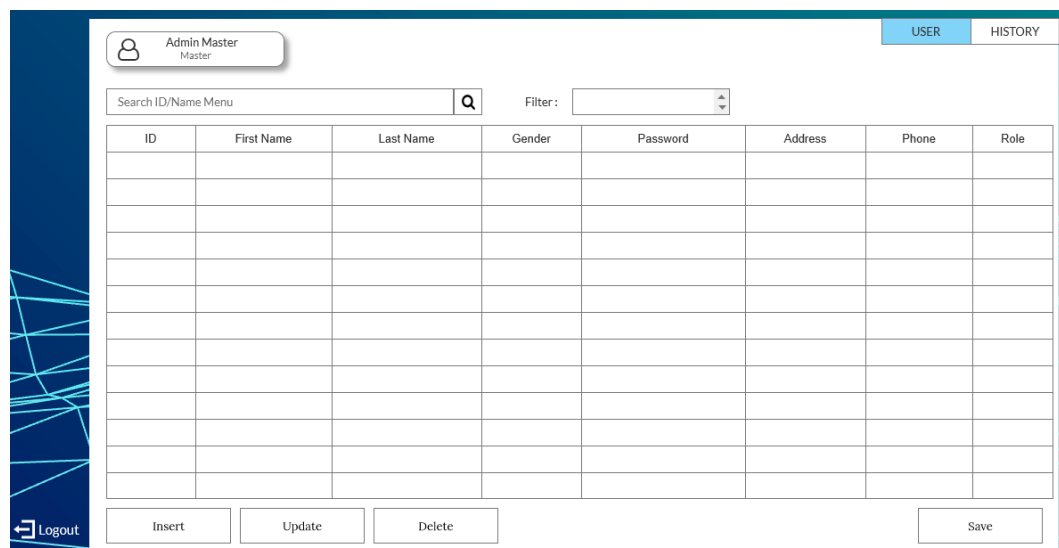 USER HISTORY
Admin Master
Master
Search ID/Name Menu Filter :
ID First Name Last Name Gender Password Address Phone Role
Logout Insert Update Delete Save